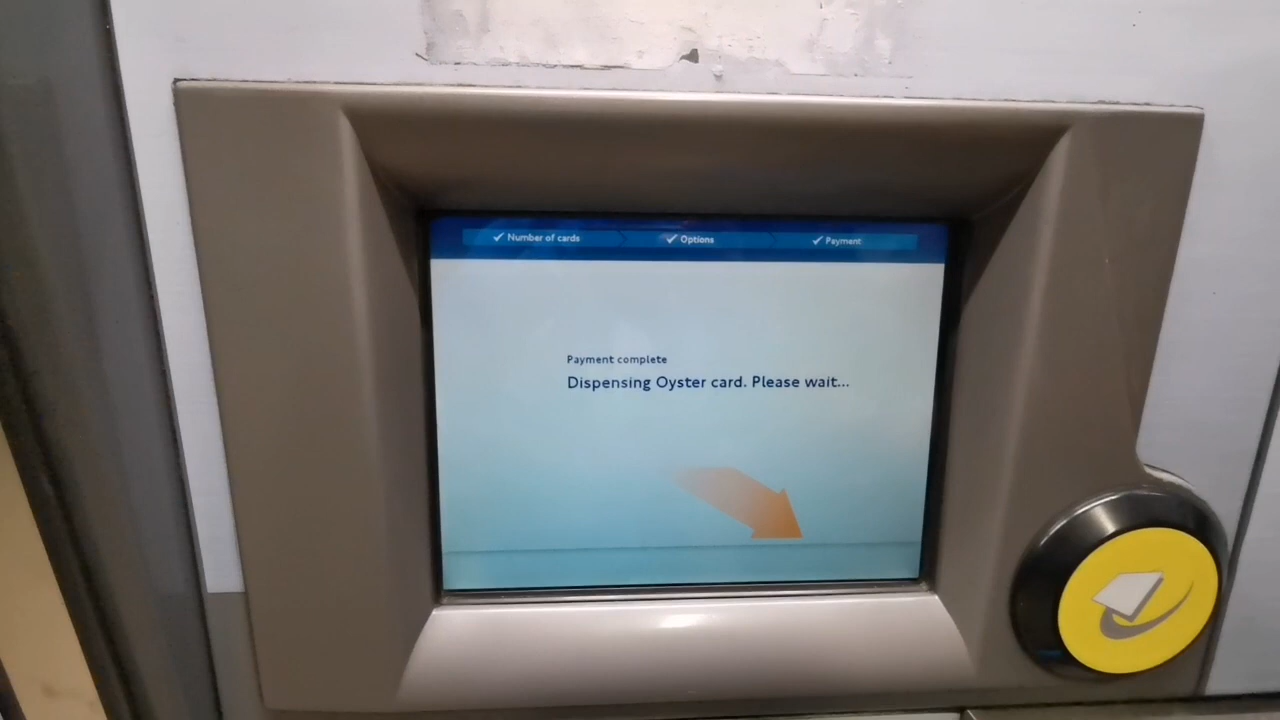 Number of cards
Options
Payment
Payment complete
Dispensing Oyster card. Please wait...